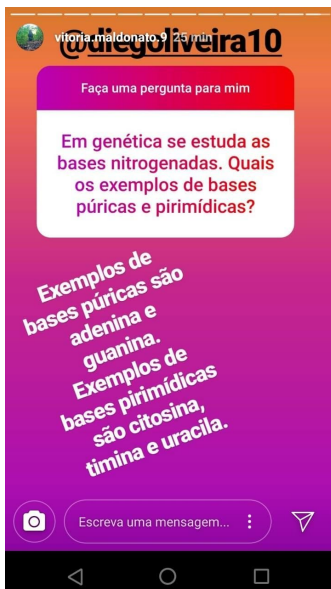 @diegoliveira10
vitoria.maldonato.9 25 min
Faça uma pergunta para mim
Em genética se estuda as
bases nitrogenadas. Quais
os exemplos de bases
púricas e pirimídicas?
Exemplos de
bases púricas são
adenina e
guanina.
Exemplos de
bases pirimídicas
são citosina,
timina e uracila.
Escreva uma mensagem...